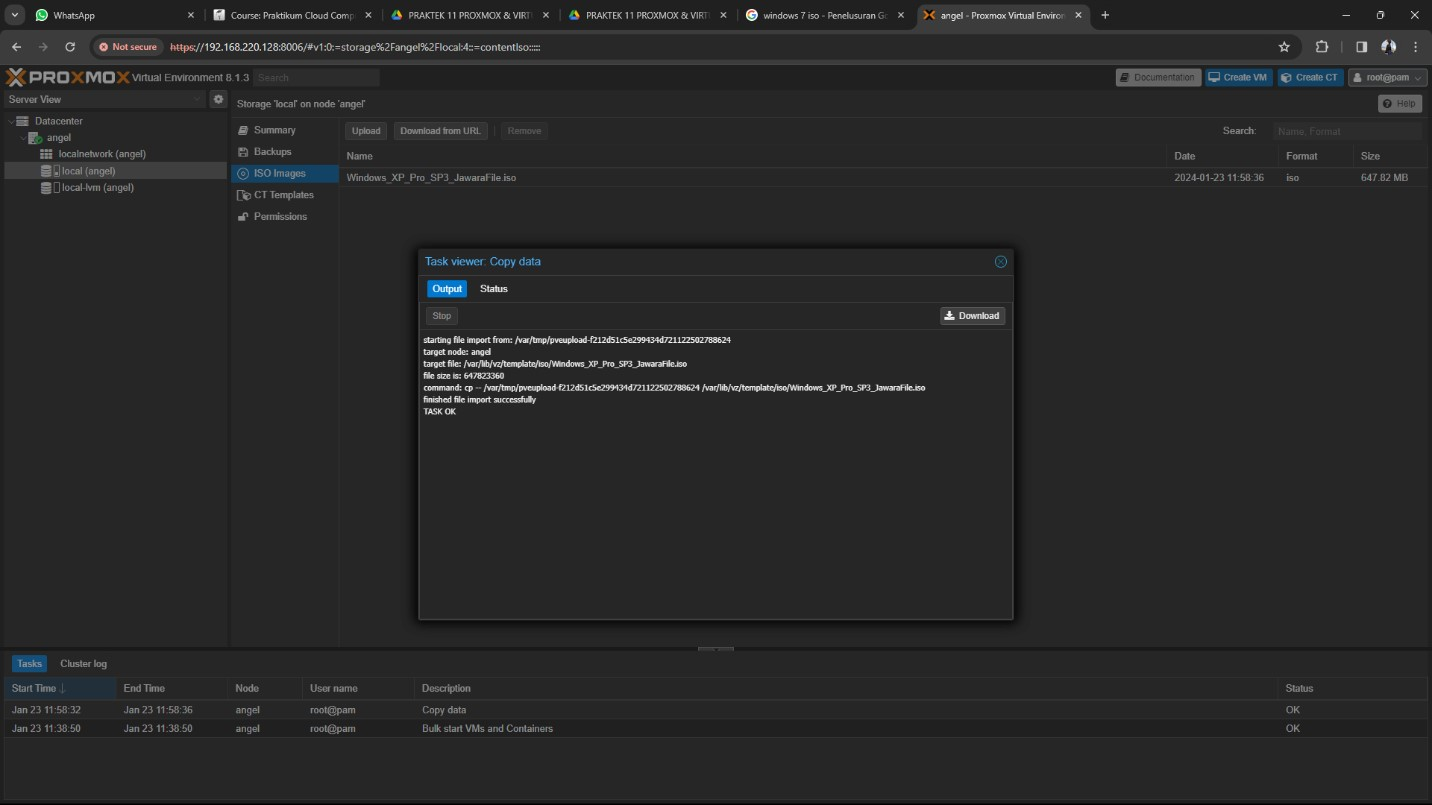 WhatsApp
Course: Praktikum Cloud Comp
PRAKTEK 11 PROXMOX & VIRT
PRAKTEK 11 PROXMOX & VIRT
windows 7 iso - Penelusuran Go
angel - Proxmox Virtual Environ
Not secure
https://192.168.220.128:8006/#v1:0:=storage%2Fangel%2Flocal:4::=contentIso:::::
PROXMOX Virtual Environment 8.1.3
Search
Documentation
Create VM
Create CT
root@pam
Server View
Storage 'local' on node 'angel'
Help
Datacenter
angel
localnetwork (angel)
local (angel)
local-lvm (angel)
Summary
Backups
ISO Images
CT Templates
Permissions
Upload
Download from URL
Remove
Search:
Name, Format
Name Date Format Size
Windows_XP_Pro_SP3_JawaraFile.iso 2024-01-23 11:58:36 iso 647.82 MB
Task viewer: Copy data
Output
Status
Stop
Download
starting file import from: /var/tmp/pveupload-f212d51c5e299434d721122502788624
target node: angel
target file: /var/lib/vz/template/iso/Windows_XP_Pro_SP3_JawaraFile.iso
file size is: 647823360
command: cp -- /var/tmp/pveupload-f212d51c5e299434d721122502788624 /var/lib/vz/template/iso/Windows_XP_Pro_SP3_JawaraFile.iso
finished file import successfully
TASK OK
Tasks
Cluster log
Start Time End Time Node User name Description Status
Jan 23 11:58:32 Jan 23 11:58:36 angel root@pam Copy data OK
Jan 23 11:38:50 Jan 23 11:38:50 angel root@pam Bulk start VMs and Containers OK